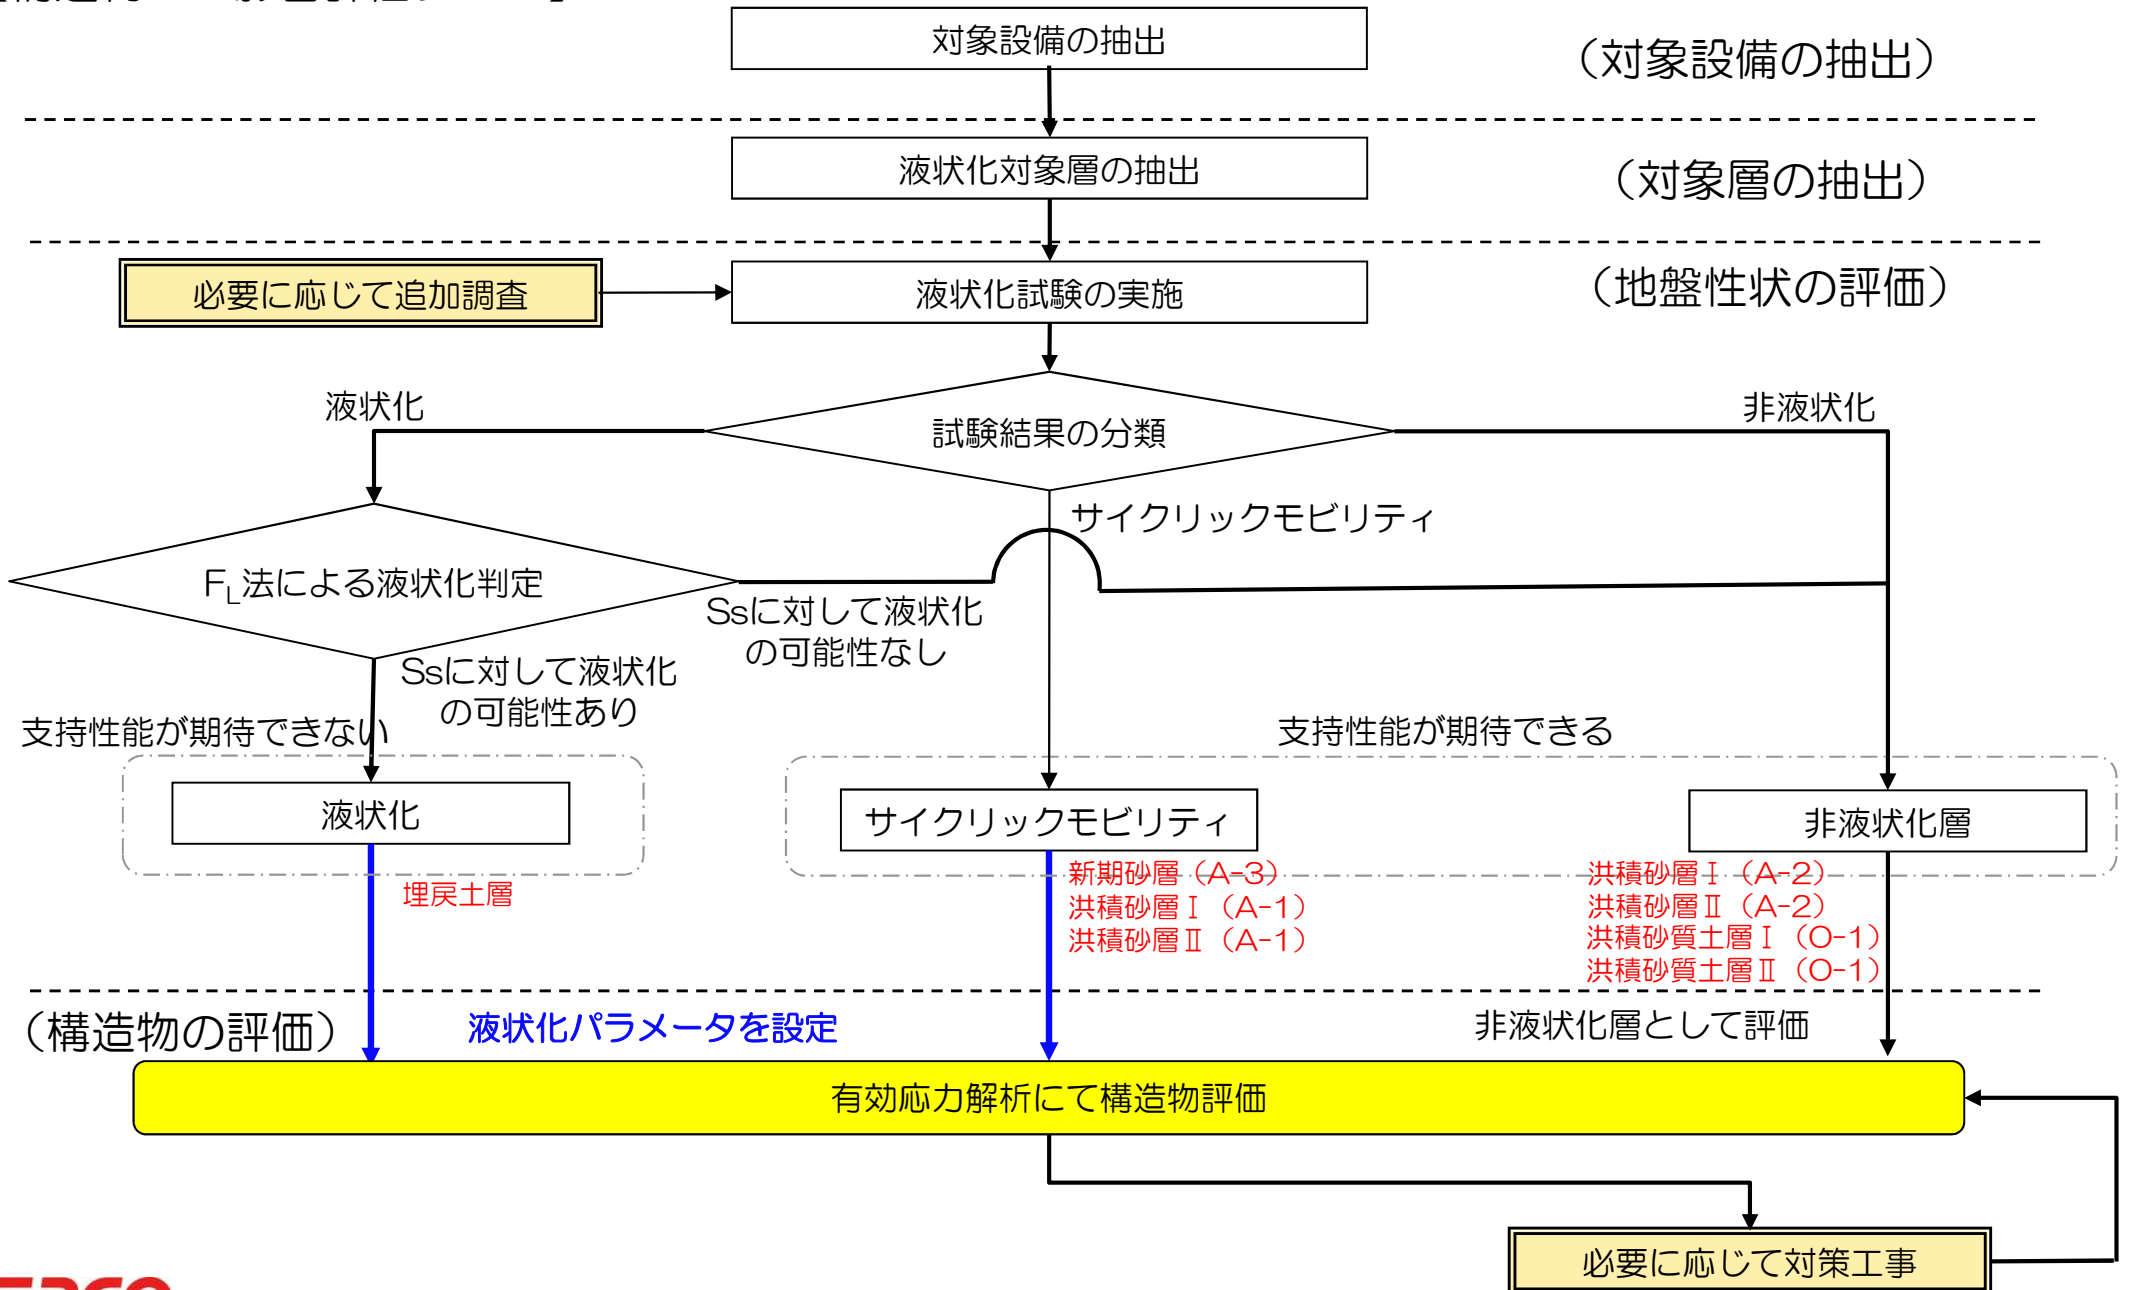 対象設備の抽出
（対象設備の抽出）
液状化対象層の抽出
（対象層の抽出）
必要に応じて追加調査
液状化試験の実施
（地盤性状の評価）
液状化
試験結果の分類
非液状化
サイクリックモビリティ
FL法による液状化判定
Ssに対して液状化
の可能性なし
Ssに対して液状化
の可能性あり
支持性能が期待できない
支持性能が期待できる
液状化
サイクリックモビリティ
非液状化層
埋戻土層
新期砂層（A-3）
洪積砂層Ⅰ（A-1）
洪積砂層Ⅱ（A-1）
洪積砂層Ⅰ（A-2）
洪積砂層Ⅱ（A-2）
洪積砂質土層Ⅰ（O-1）
洪積砂質土層Ⅱ（O-1）
（構造物の評価）
液状化パラメータを設定
非液状化層として評価
有効応力解析にて構造物評価
必要に応じて対策工事